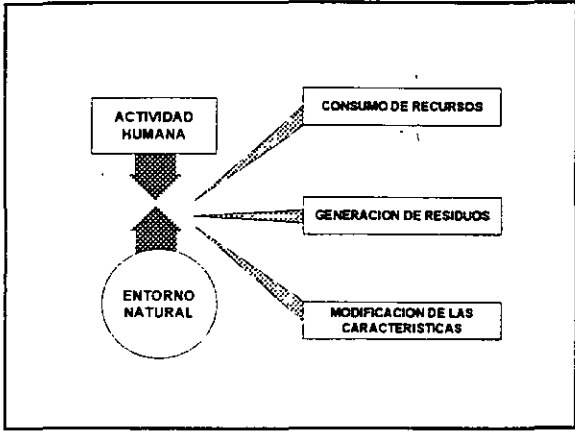 ACTIVIDAD
HUMANA
ENTORNO
NATURAL
CONSUMO DE RECURSOS
GENERACION DE RESIDUOS
MODIFICACION DE LAS
CARACTERISTICAS